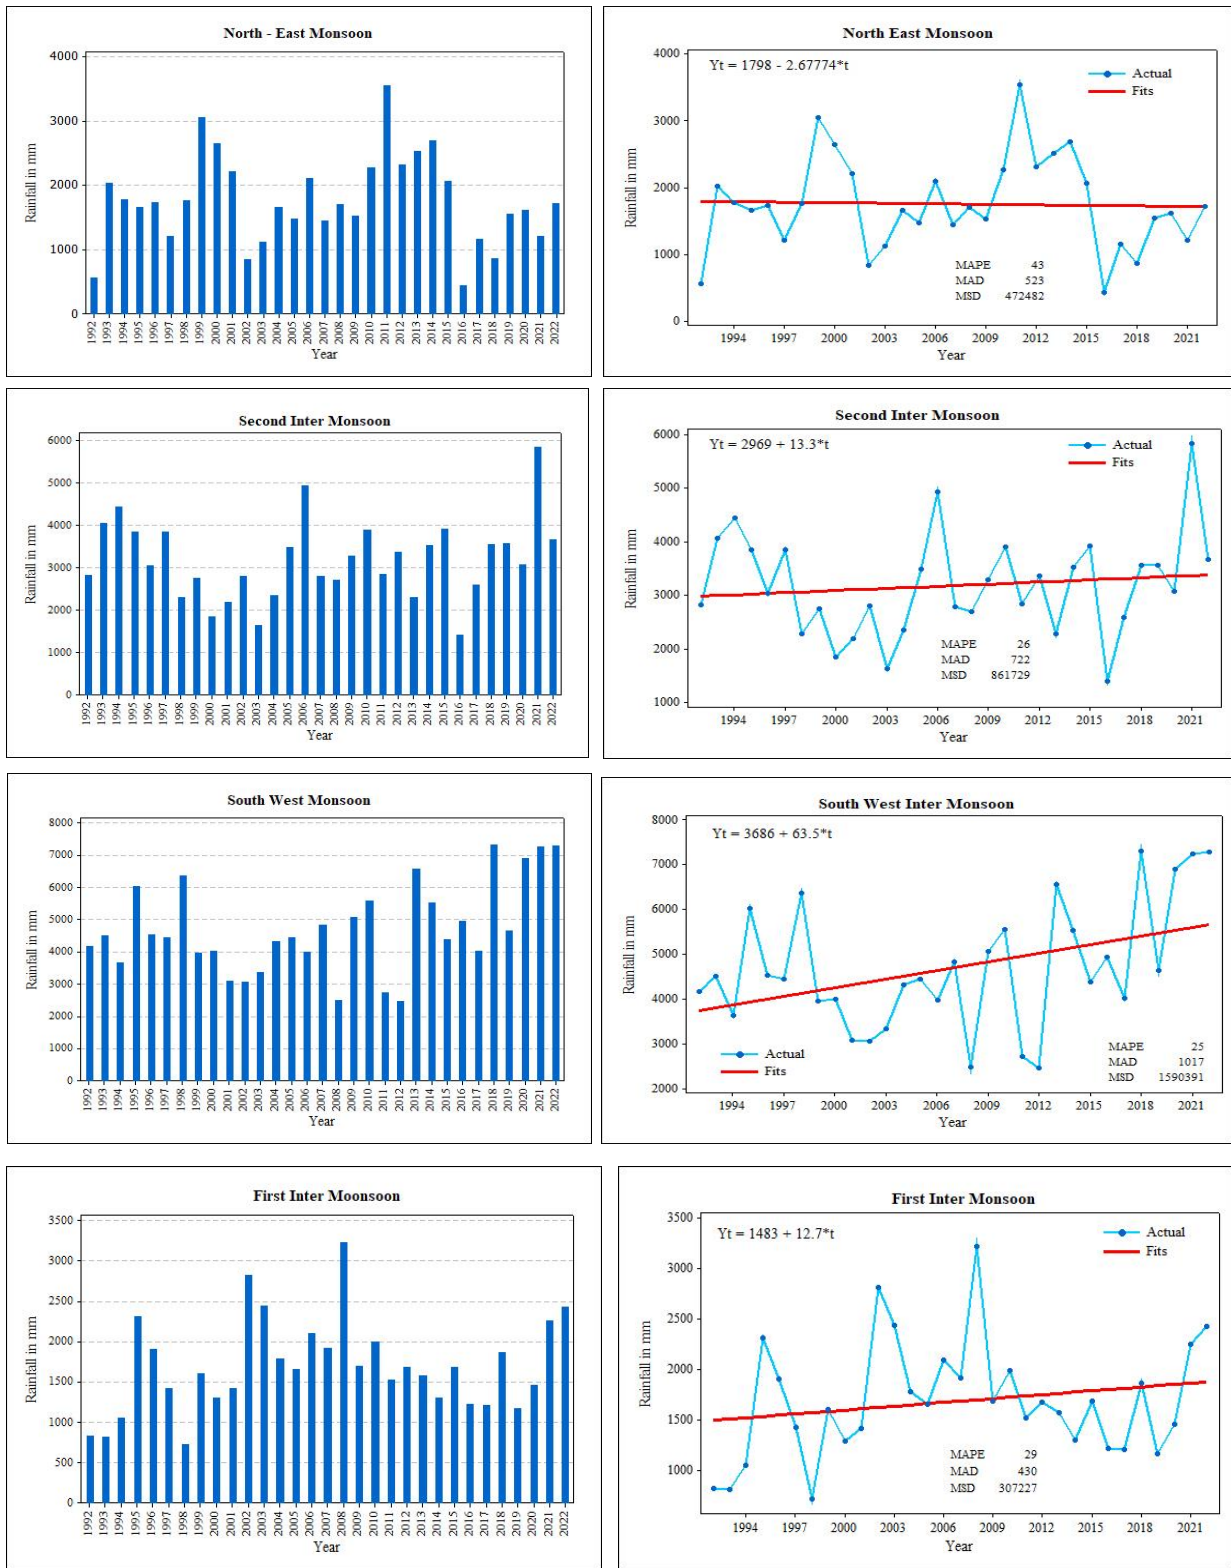 North - East Monsoon
4000
3000
2000
1000
0
Rainfall in mm
1992 1993 1994 1995 1996 1997 1998 1999 2000 2001 2002 2003 2004 2005 2006 2007 2008 2009 2010 2011 2012 2013 2014 2015 2016 2017 2018 2019 2020 2021 2022
Year
North East Monsoon
Yt = 1798 - 2.67774*t
Actual
Fits
4000
3000
2000
1000
0
Rainfall in mm
MAPE 43
MAD 523
MSD 472482
1994 1997 2000 2003 2006 2009 2012 2015 2018 2021
Year
Second Inter Monsoon
6000
5000
4000
3000
2000
1000
0
Rainfall in mm
1992 1993 1994 1995 1996 1997 1998 1999 2000 2001 2002 2003 2004 2005 2006 2007 2008 2009 2010 2011 2012 2013 2014 2015 2016 2017 2018 2019 2020 2021 2022
Year
Second Inter Monsoon
Yt = 2969 + 13.3*t
Actual
Fits
6000
5000
4000
3000
2000
1000
Rainfall in mm
MAPE 26
MAD 722
MSD 861729
1994 1997 2000 2003 2006 2009 2012 2015 2018 2021
Year
South West Monsoon
8000
7000
6000
5000
4000
3000
2000
1000
0
Rainfall in mm
1992 1993 1994 1995 1996 1997 1998 1999 2000 2001 2002 2003 2004 2005 2006 2007 2008 2009 2010 2011 2012 2013 2014 2015 2016 2017 2018 2019 2020 2021 2022
Year
South West Inter Monsoon
Yt = 3686 + 63.5*t
8000
7000
6000
5000
4000
3000
2000
Rainfall in mm
Actual
Fits
MAPE 25
MAD 1017
MSD 1590391
1994 1997 2000 2003 2006 2009 2012 2015 2018 2021
Year
First Inter Moonsoon
3500
3000
2500
2000
1500
1000
500
0
Rainfall in mm
1992 1993 1994 1995 1996 1997 1998 1999 2000 2001 2002 2003 2004 2005 2006 2007 2008 2009 2010 2011 2012 2013 2014 2015 2016 2017 2018 2019 2020 2021 2022
Year
First Inter Monsoon
Yt = 1483 + 12.7*t
Actual
Fits
3500
3000
2500
2000
1500
1000
Rainfall in mm
MAPE 29
MAD 430
MSD 307227
1994 1997 2000 2003 2006 2009 2012 2015 2018 2021
Year